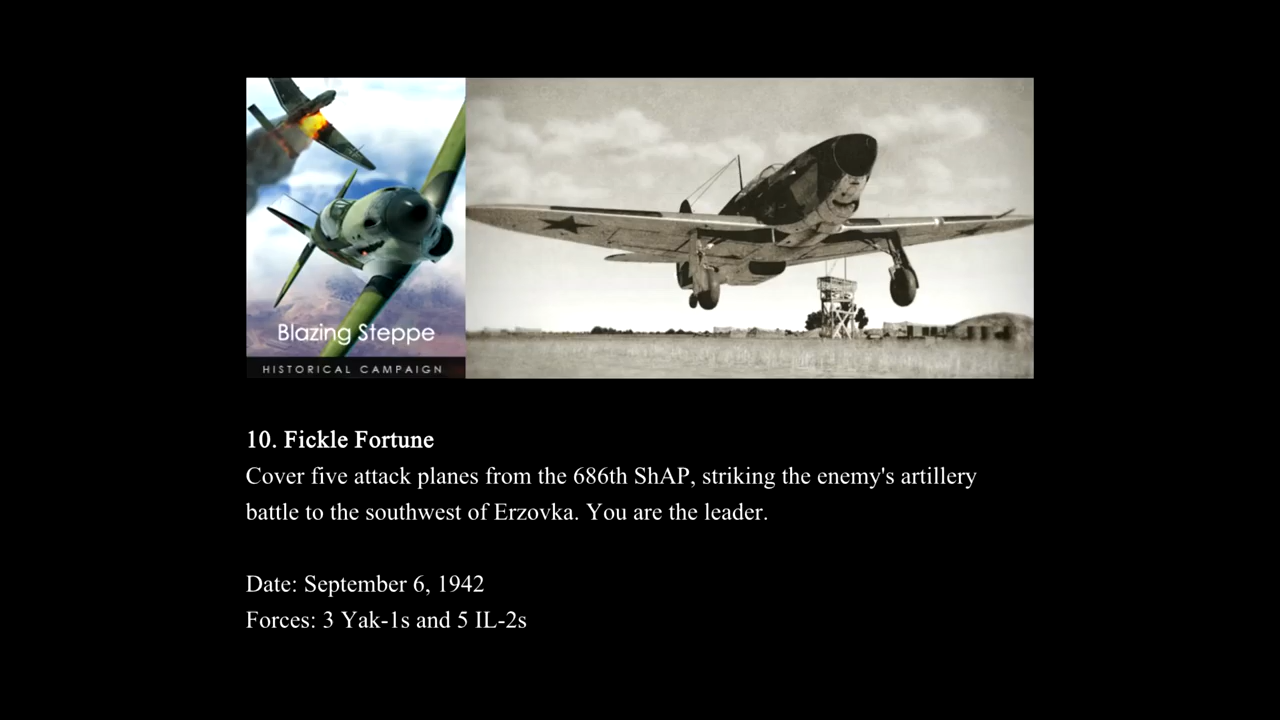 Blazing Steppe
HISTORICAL CAMPAIGN
10. Fickle Fortune
Cover five attack planes from the 686th ShAP, striking the enemy's artillery
battle to the southwest of Erzovka. You are the leader.
Date: September 6, 1942
Forces: 3 Yak-1s and 5 IL-2s